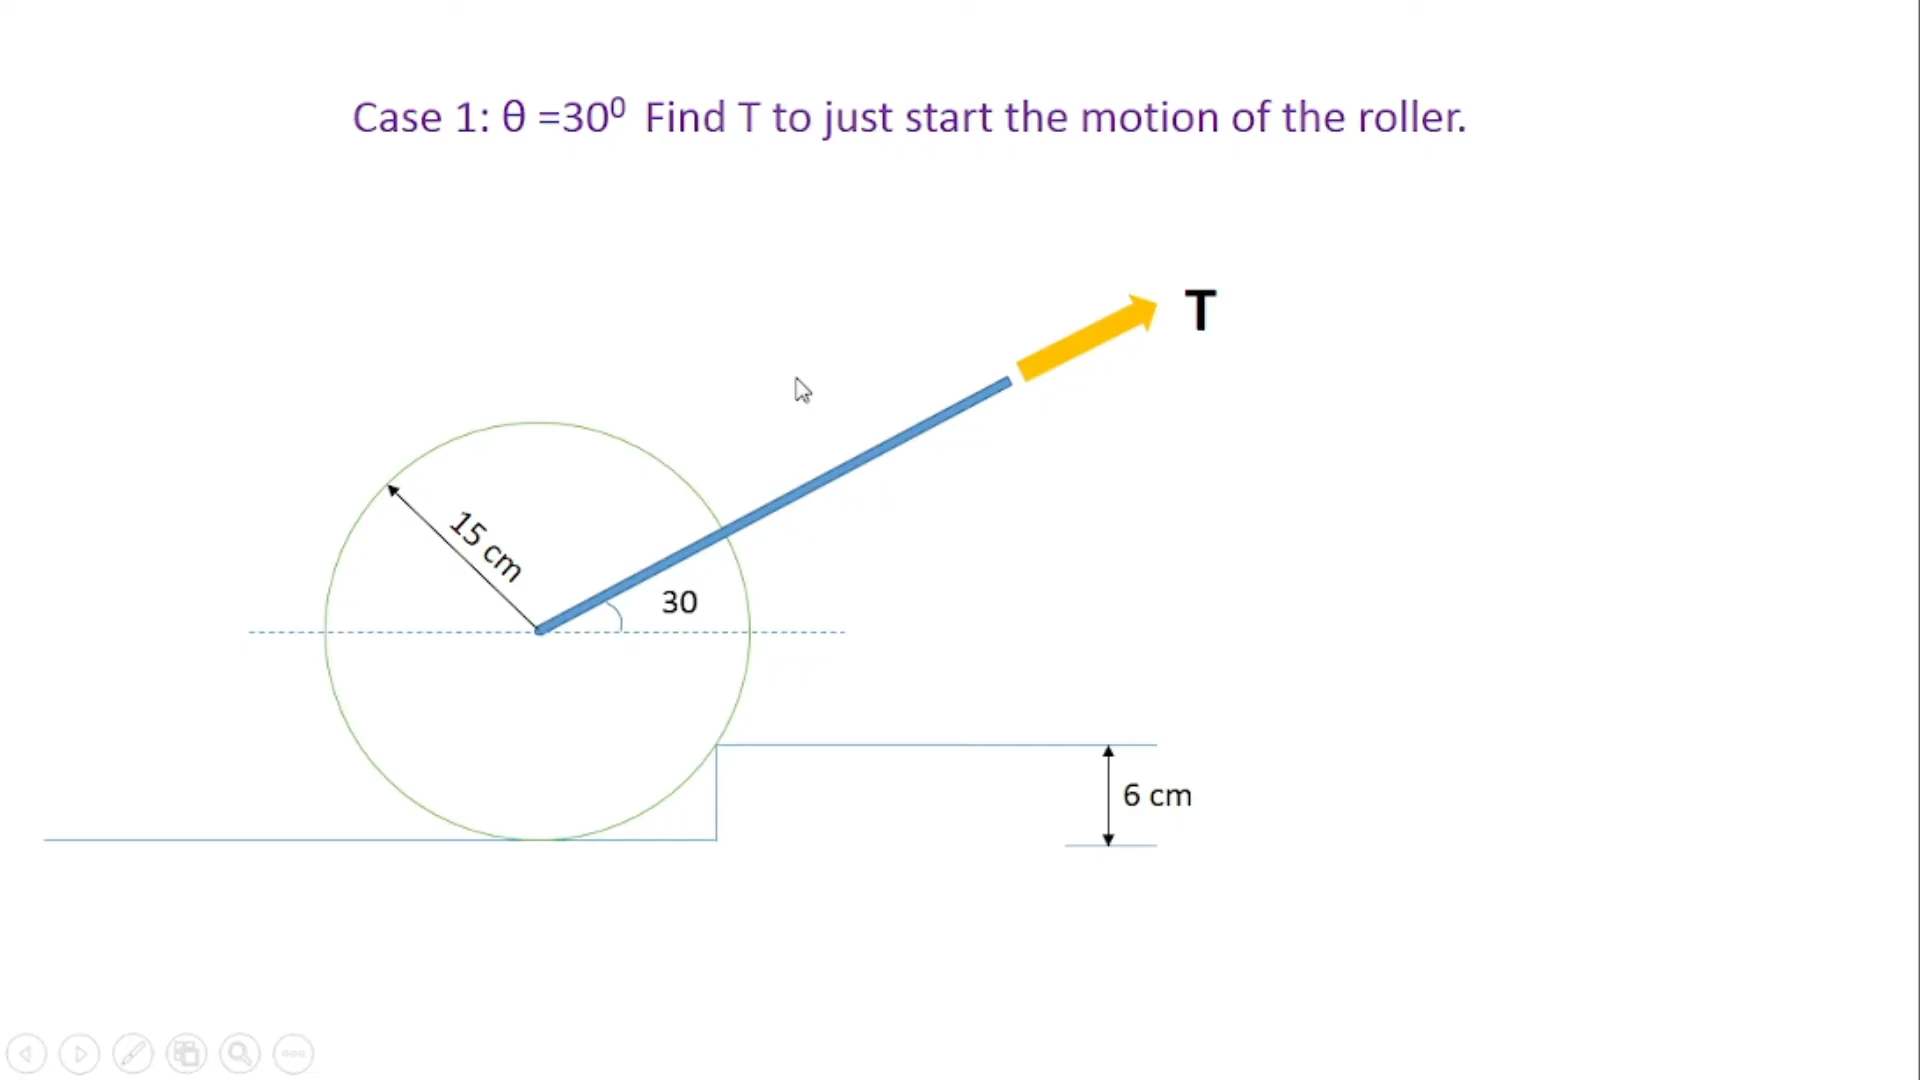 Case 1: θ =30⁰ Find T to just start the motion of the roller.
T
15 cm
30
6 cm